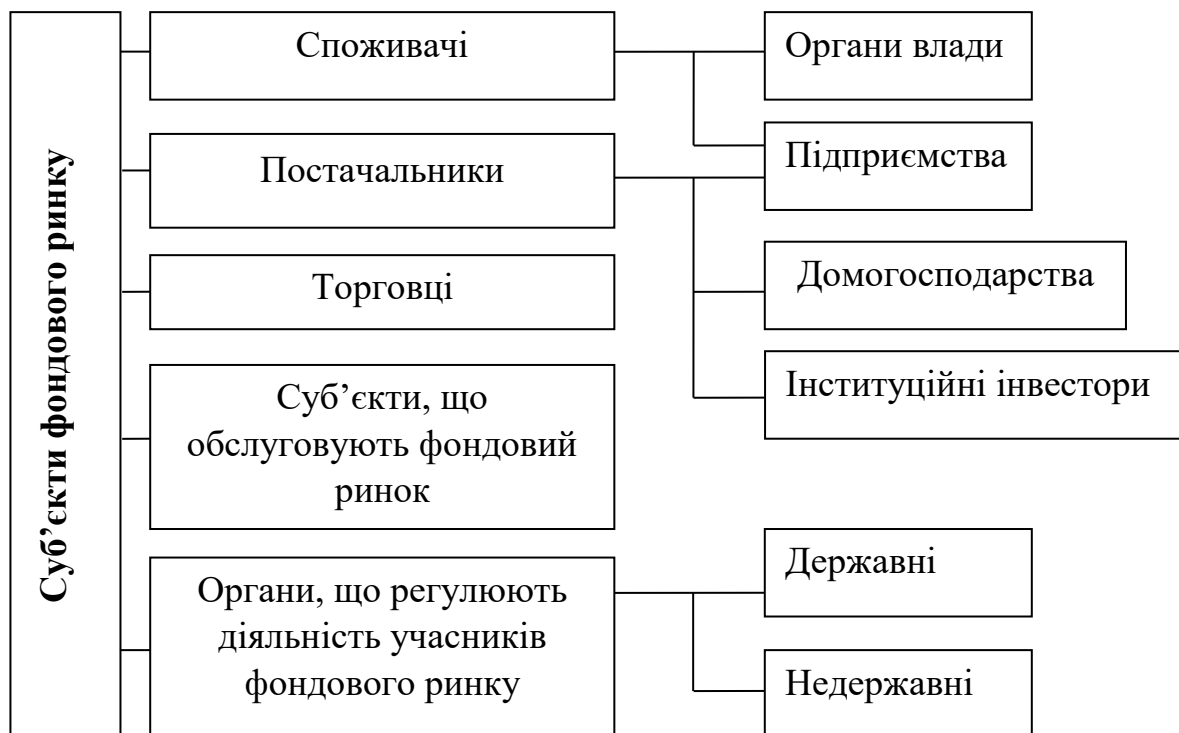 Суб’єкти фондового ринку
Споживачі
Органи влади
Підприємства
Постачальники
Домогосподарства
Торговці
Інституційні інвестори
Суб’єкти, що
обслуговують фондовий
ринок
Державні
Органи, що регулюють
діяльність учасників
фондового ринку
Недержавні